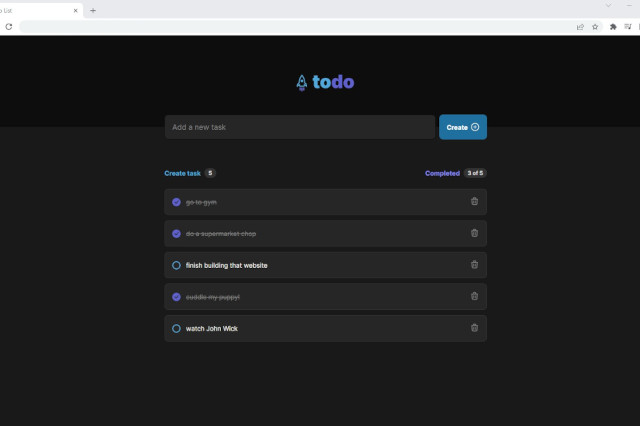 List
todo
Add a new task
Create
Create task 5
Completed 3 of 5
go to gym
do a supermarket shop
finish building that website
cuddle my puppy!
watch John Wick